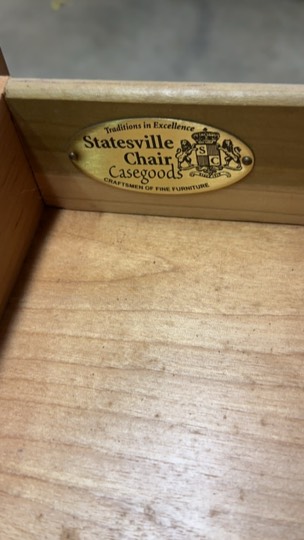 Traditions in Excellence
Statesville
Chair
Casegoods
S C
CRAFTSMEN OF FINE FURNITURE